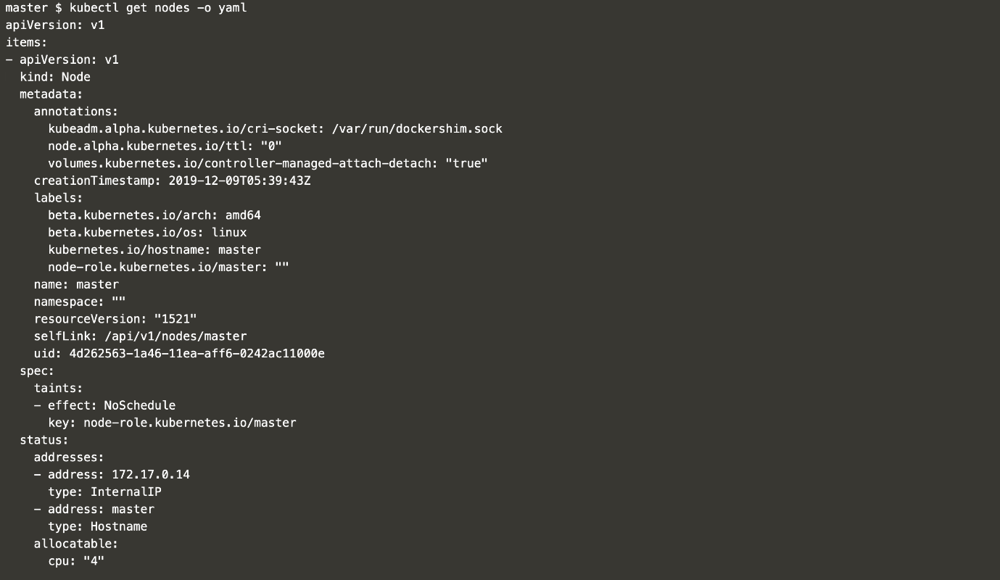 master $ kubectl get nodes -o yaml
apiVersion: v1
items:
- apiVersion: v1
  kind: Node
  metadata:
    annotations:
      kubeadm.alpha.kubernetes.io/cri-socket: /var/run/dockershim.sock
      node.alpha.kubernetes.io/ttl: "0"
      volumes.kubernetes.io/controller-managed-attach-detach: "true"
    creationTimestamp: 2019-12-09T05:39:43Z
    labels:
      beta.kubernetes.io/arch: amd64
      beta.kubernetes.io/os: linux
      kubernetes.io/hostname: master
      node-role.kubernetes.io/master: ""
    name: master
    namespace: ""
    resourceVersion: "1521"
    selfLink: /api/v1/nodes/master
    uid: 4d262563-1a46-11ea-aff6-0242ac11000e
  spec:
    taints:
    - effect: NoSchedule
      key: node-role.kubernetes.io/master
  status:
    addresses:
    - address: 172.17.0.14
      type: InternalIP
    - address: master
      type: Hostname
    allocatable:
      cpu: "4"